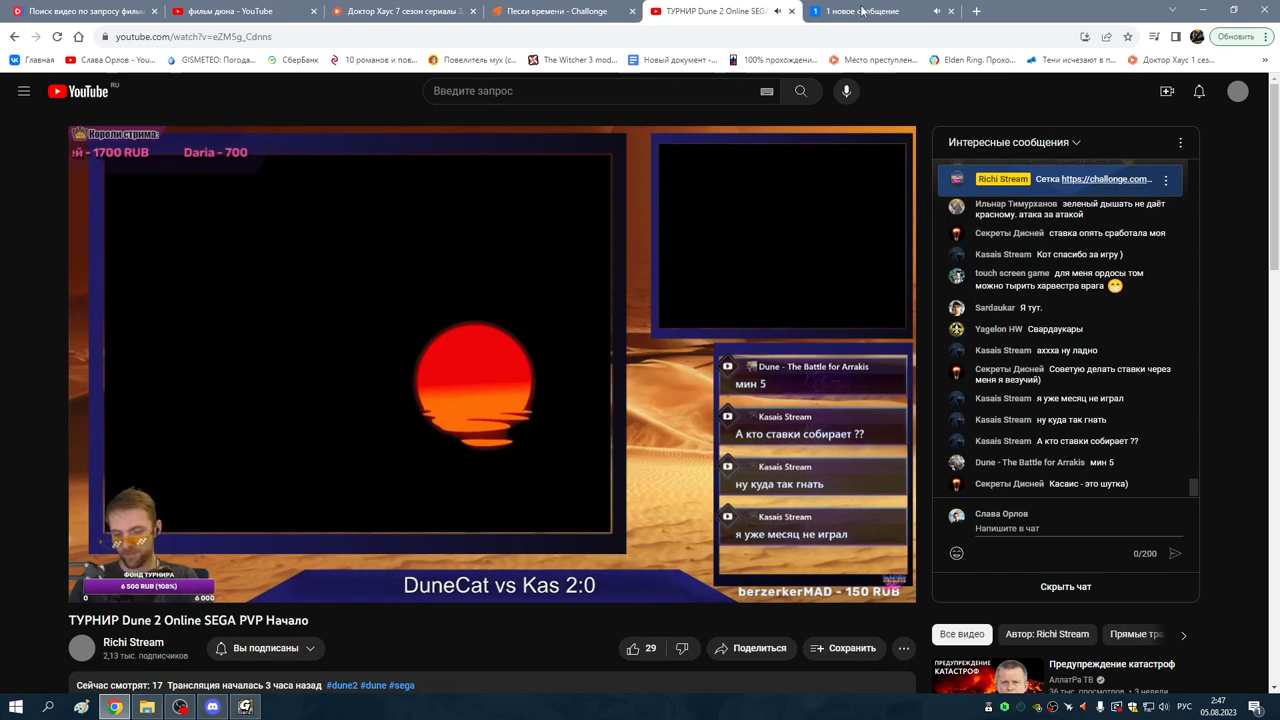 Поиск видео по запросу фильм
фильм дюна - YouTube
Доктор Хаус 7 сезон сериалы 3,
Пески времени - Challonge
ТУРНИР Dune 2 Online SEGA
1 новое сообщение
youtube.com/watch?v=eZM5g_Cdnns
Обновить
Главная
Слава Орлов - You...
GISMETEO: Погода...
СберБанк
10 романов и пов...
Повелитель мух (с...
The Witcher 3 mod...
Новый документ -...
100% прохождени...
Место преступлен...
Elden Ring. Прохо...
Тени исчезают в п...
Доктор Хаус 1 сез...
YouTube RU
Введите запрос
Короли стрима:
ей - 1700 RUB Daria - 700
Dune - The Battle for Arrakis
мин 5
Kasais Stream
А кто ставки собирает ??
Kasais Stream
ну куда так гнать
Kasais Stream
я уже месяц не играл
ФОНД ТУРНИРА
6 500 RUB (108%)
0 6 000
DuneCat vs Kas 2:0
berzerkerMAD - 150 RUB
Интересные сообщения
Richi Stream Сетка https://challonge.com...
Ильнар Тимурханов зеленый дышать не даёт
красному. атака за атакой
Секреты Дисней ставка опять сработала моя
Kasais Stream Кот спасибо за игру )
touch screen game для меня ордосы том
можно тырить харвестра врага
Sardaukar Я тут.
Yagelon HW Свардаукары
Kasais Stream аххха ну ладно
Секреты Дисней Советую делать ставки через
меня я везучий)
Kasais Stream я уже месяц не играл
Kasais Stream ну куда так гнать
Kasais Stream А кто ставки собирает ??
Dune - The Battle for Arrakis мин 5
Секреты Дисней Касаис - это шутка)
Слава Орлов
Напишите в чат
0/200
Скрыть чат
ТУРНИР Dune 2 Online SEGA PVP Начало
Richi Stream
2,13 тыс. подписчиков
Вы подписаны
29
Поделиться
Сохранить
Сейчас смотрят: 17 Трансляция началась 3 часа назад #dune2 #dune #sega
Все видео
Автор: Richi Stream
Прямые тра
ПРЕДУПРЕЖДЕНИЕ
КАТАСТРОФ
Предупреждение катастроф
АллатРа ТВ
36 тыс. просмотров • 3 недели
РУС
2:47
05.08.2023
1